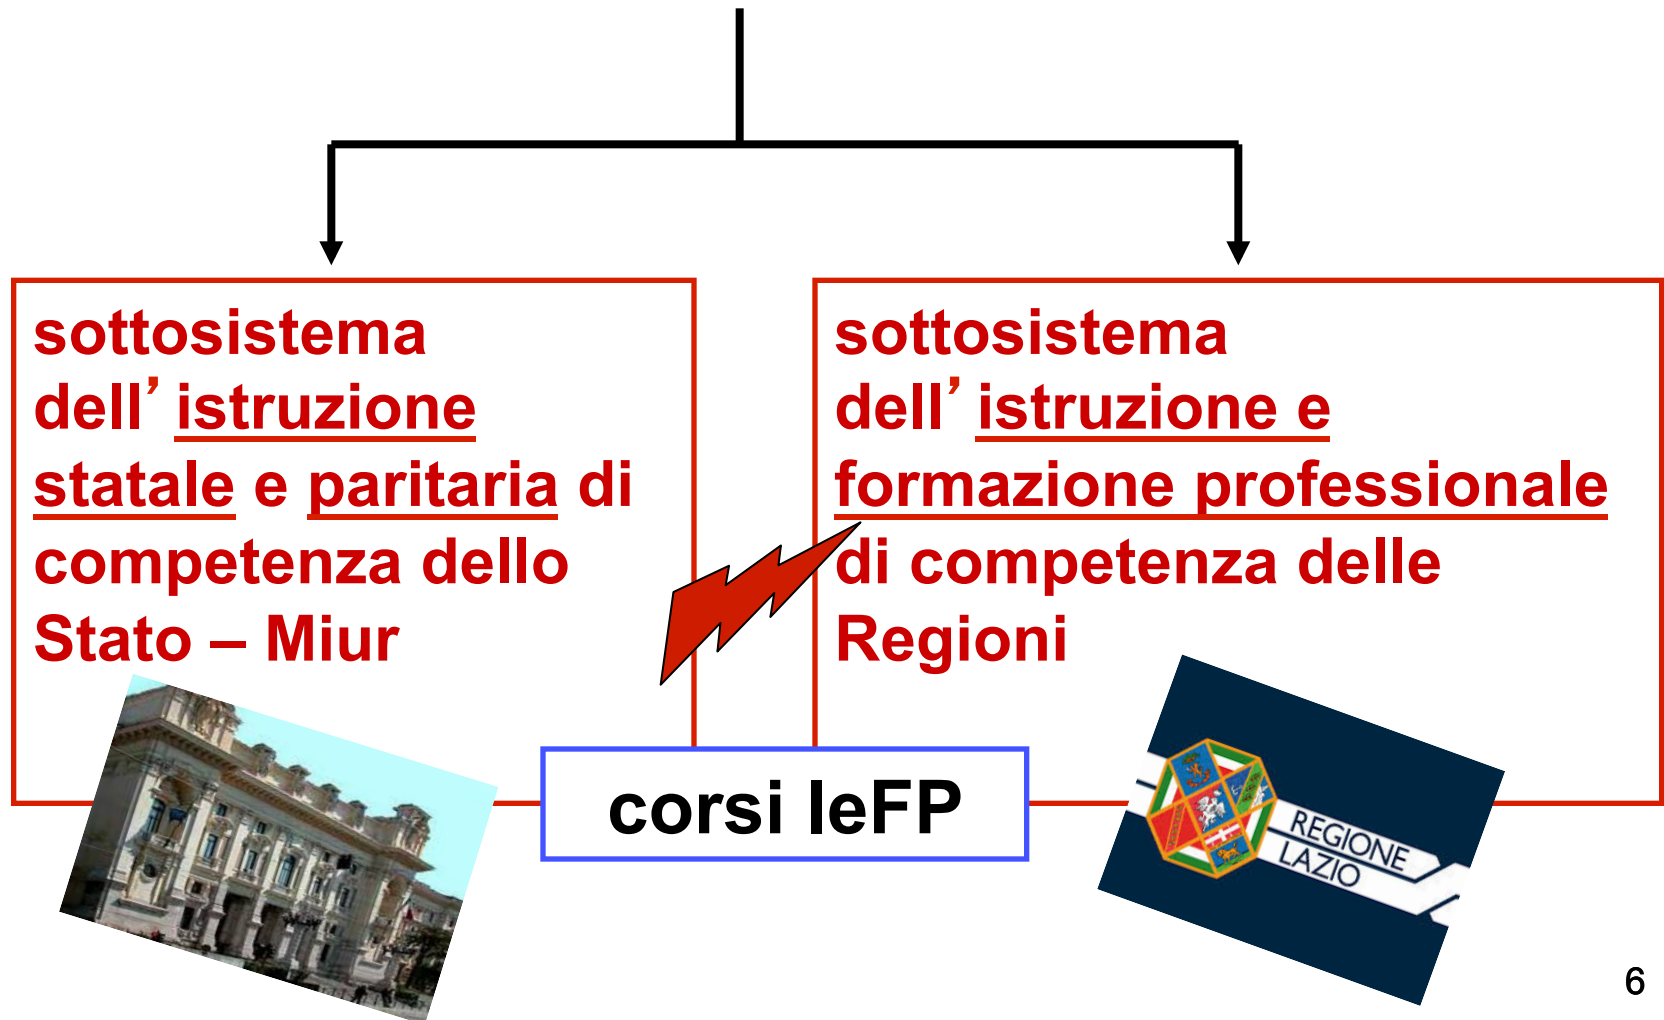 sottosistema
dell’ istruzione
statale e paritaria di
competenza dello
Stato – Miur
sottosistema
dell’ istruzione e
formazione professionale
di competenza delle
Regioni
corsi IeFP
REGIONE
LAZIO
6